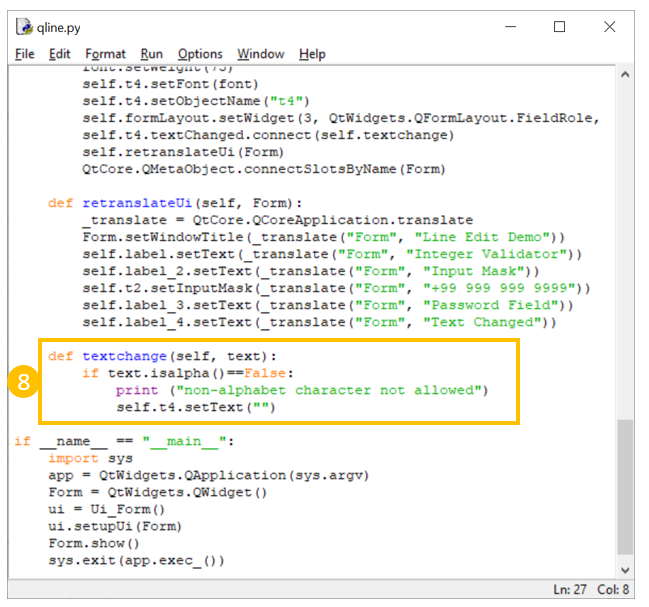 qline.py
File Edit Format Run Options Window Help
font.setWeight(75)
self.t4.setFont(font)
self.t4.setObjectName("t4")
self.formLayout.setWidget(3, QtWidgets.QFormLayout.FieldRole,
self.t4.textChanged.connect(self.textchange)
self.retranslateUi(Form)
QtCore.QMetaObject.connectSlotsByName(Form)
def retranslateUi(self, Form):
_translate = QtCore.QCoreApplication.translate
Form.setWindowTitle(_translate("Form", "Line Edit Demo"))
self.label.setText(_translate("Form", "Integer Validator"))
self.label_2.setText(_translate("Form", "Input Mask"))
self.t2.setInputMask(_translate("Form", "+99 999 999 9999"))
self.label_3.setText(_translate("Form", "Password Field"))
self.label_4.setText(_translate("Form", "Text Changed"))
8
def textchange(self, text):
if text.isalpha()==False:
print ("non-alphabet character not allowed")
self.t4.setText("")
if __name__ == "__main__":
import sys
app = QtWidgets.QApplication(sys.argv)
Form = QtWidgets.QWidget()
ui = Ui_Form()
ui.setupUi(Form)
Form.show()
sys.exit(app.exec_())
Ln: 27 Col: 8